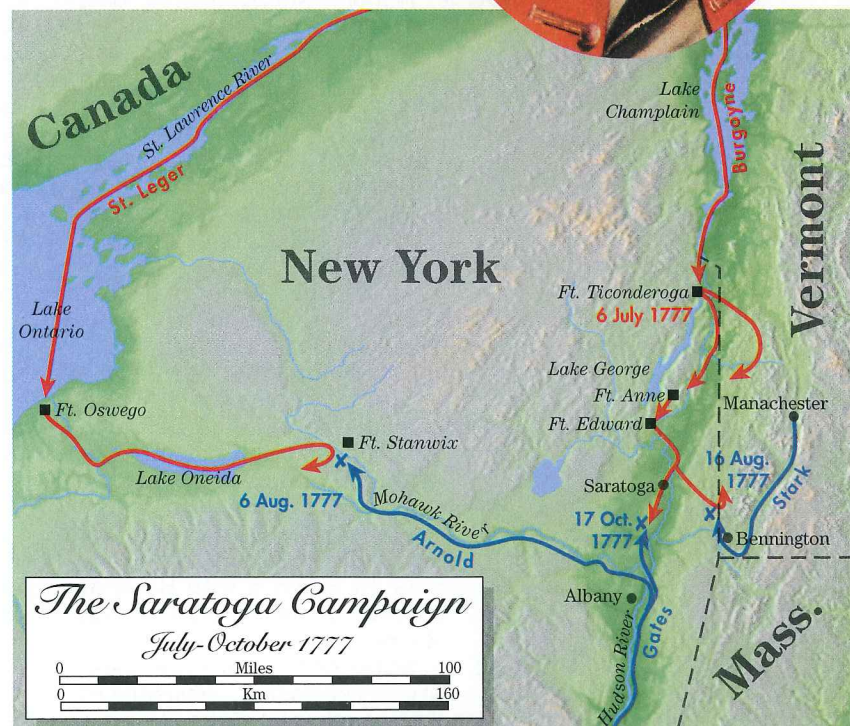 Canada
St. Lawrence River
St. Leger
Lake
Champlain
Burgoyne
Vermont
New York
Ft. Ticonderoga
6 July 1777
Lake
Ontario
Lake George
Ft. Anne
Manachester
Ft. Oswego
Ft. Edward
Ft. Stanwix
Lake Oneida
16 Aug.
1777
Stark
6 Aug. 1777
Mohawk River
Saratoga
17 Oct.
1777
Arnold
Bennington
Albany
Gates
Hudson River
Mass.
The Saratoga Campaign
July-October 1777
0 Miles 100
0 Km 160